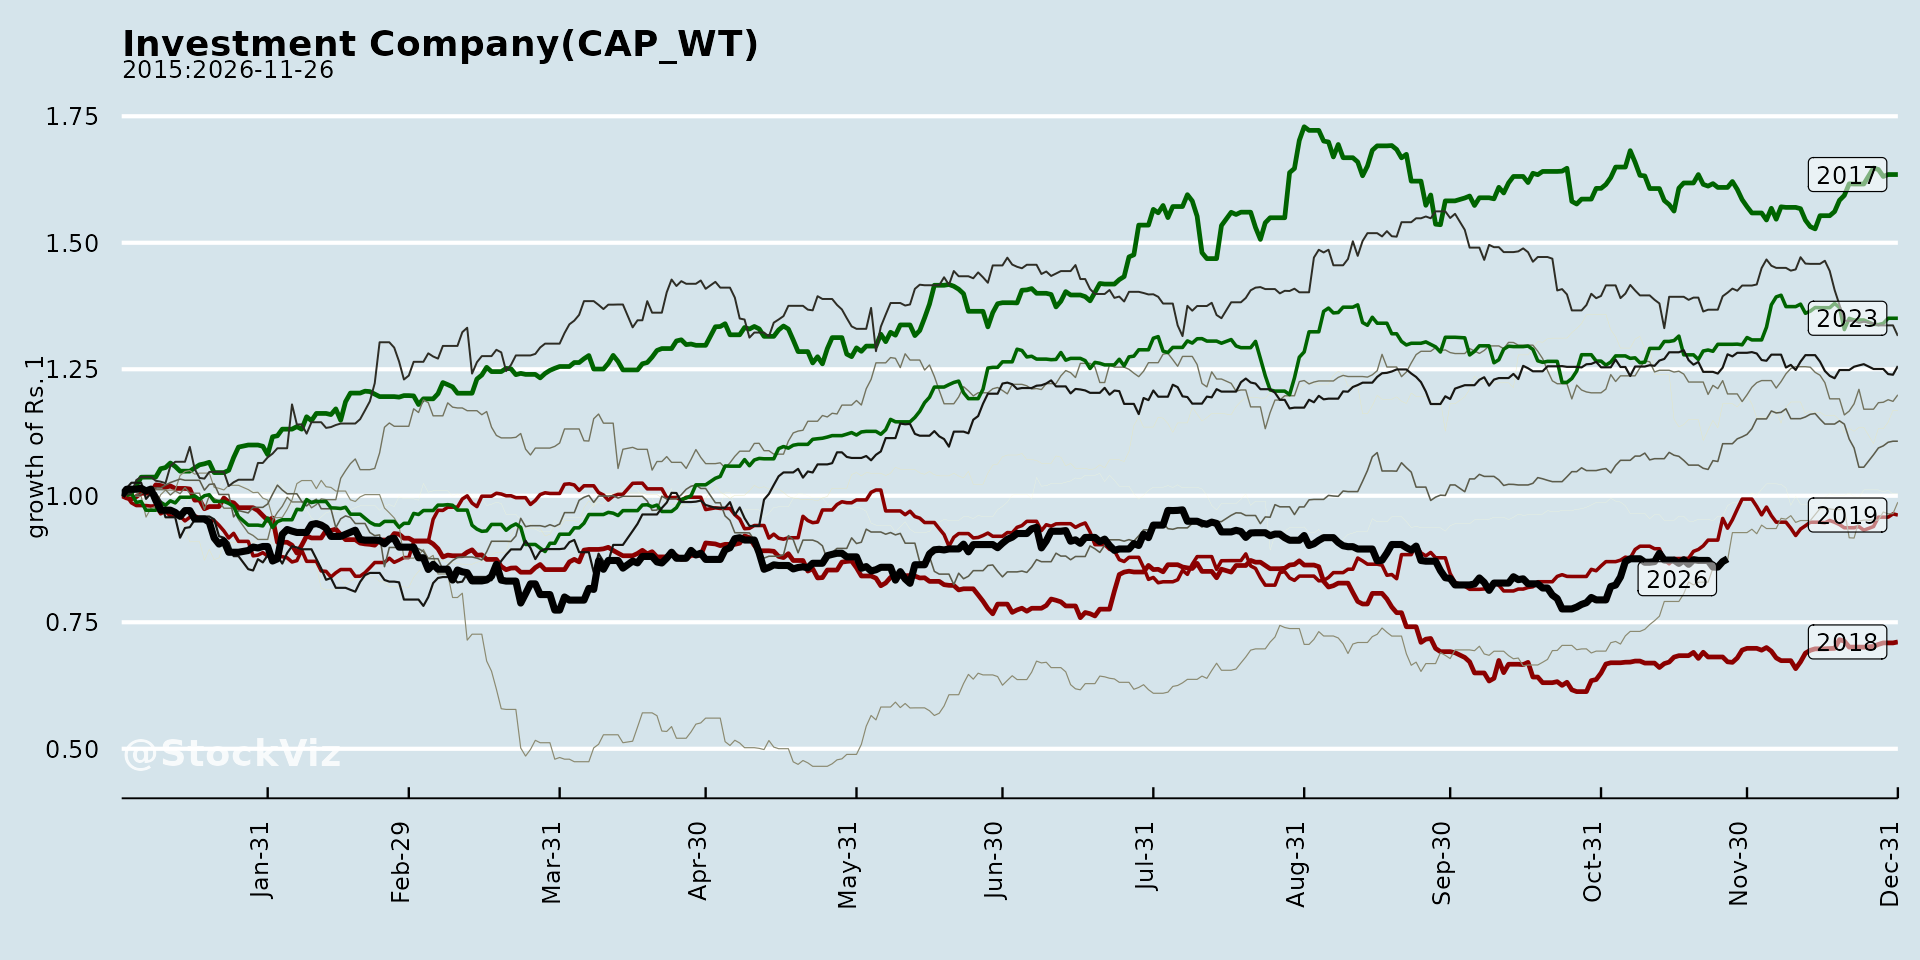 Investment Company(CAP_WT)
2015:2026-11-26
growth of Rs. 1
1.75
1.50
1.25
1.00
0.75
0.50
2017
2023
2019
2026
2018
@StockViz
Jan-31
Feb-29
Mar-31
Apr-30
May-31
Jun-30
Jul-31
Aug-31
Sep-30
Oct-31
Nov-30
Dec-31